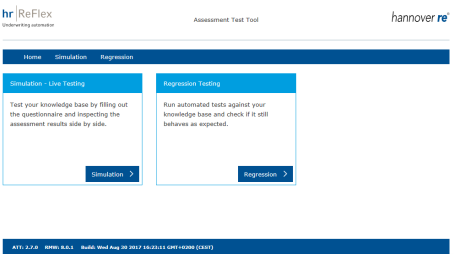 hr ReFlex
Underwriting automation
Assessment Test Tool
hannover re®
Home Simulation Regression
Simulation - Live Testing
Test your knowledge base by filling out
the questionnaire and inspecting the
assessment results side by side.
Simulation >
Regression Testing
Run automated tests against your
knowledge base and check if it still
behaves as expected.
Regression >
ATT: 2.7.0 RMW: 8.0.1 Build: Wed Aug 30 2017 16:23:11 GMT+0200 (CEST)